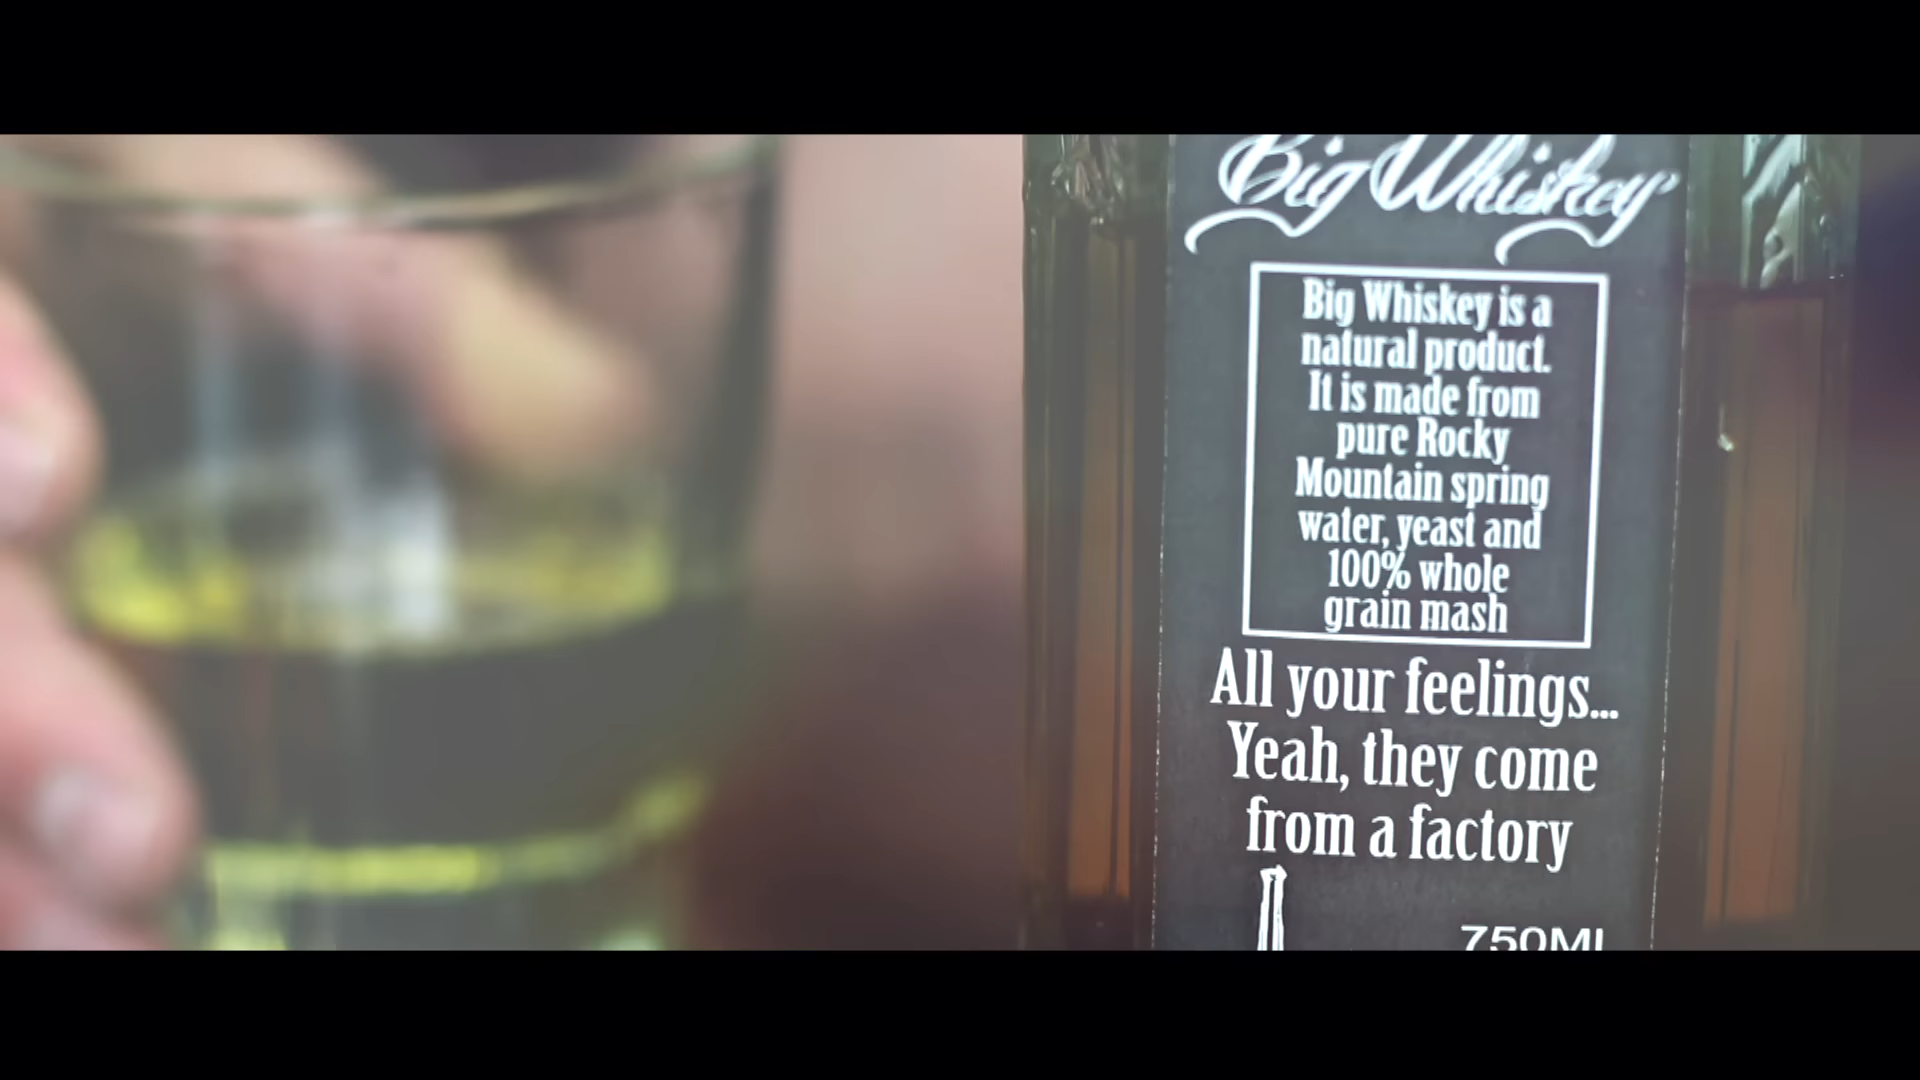 Big Whiskey
Big Whiskey is a
natural product.
It is made from
pure Rocky
Mountain spring
water, yeast and
100% whole
grain mash
All your feelings...
Yeah, they come
from a factory
750ML